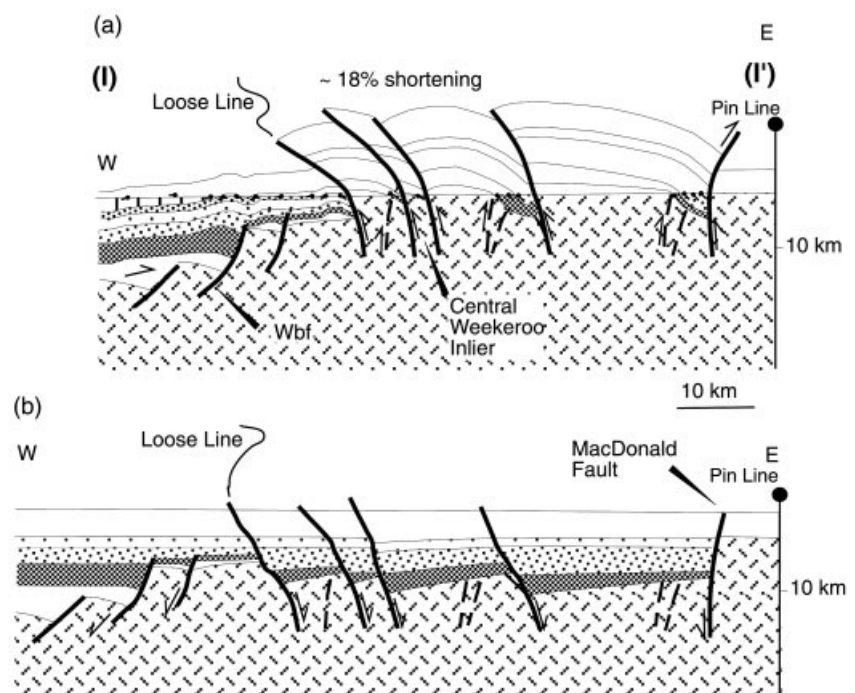 (a)
E
(I)
~ 18% shortening
(I')
Loose Line
Pin Line
W
10 km
Central
Weekeroo
Inlier
Wbf
10 km
(b)
Loose Line
MacDonald
Fault
W
E
Pin Line
10 km